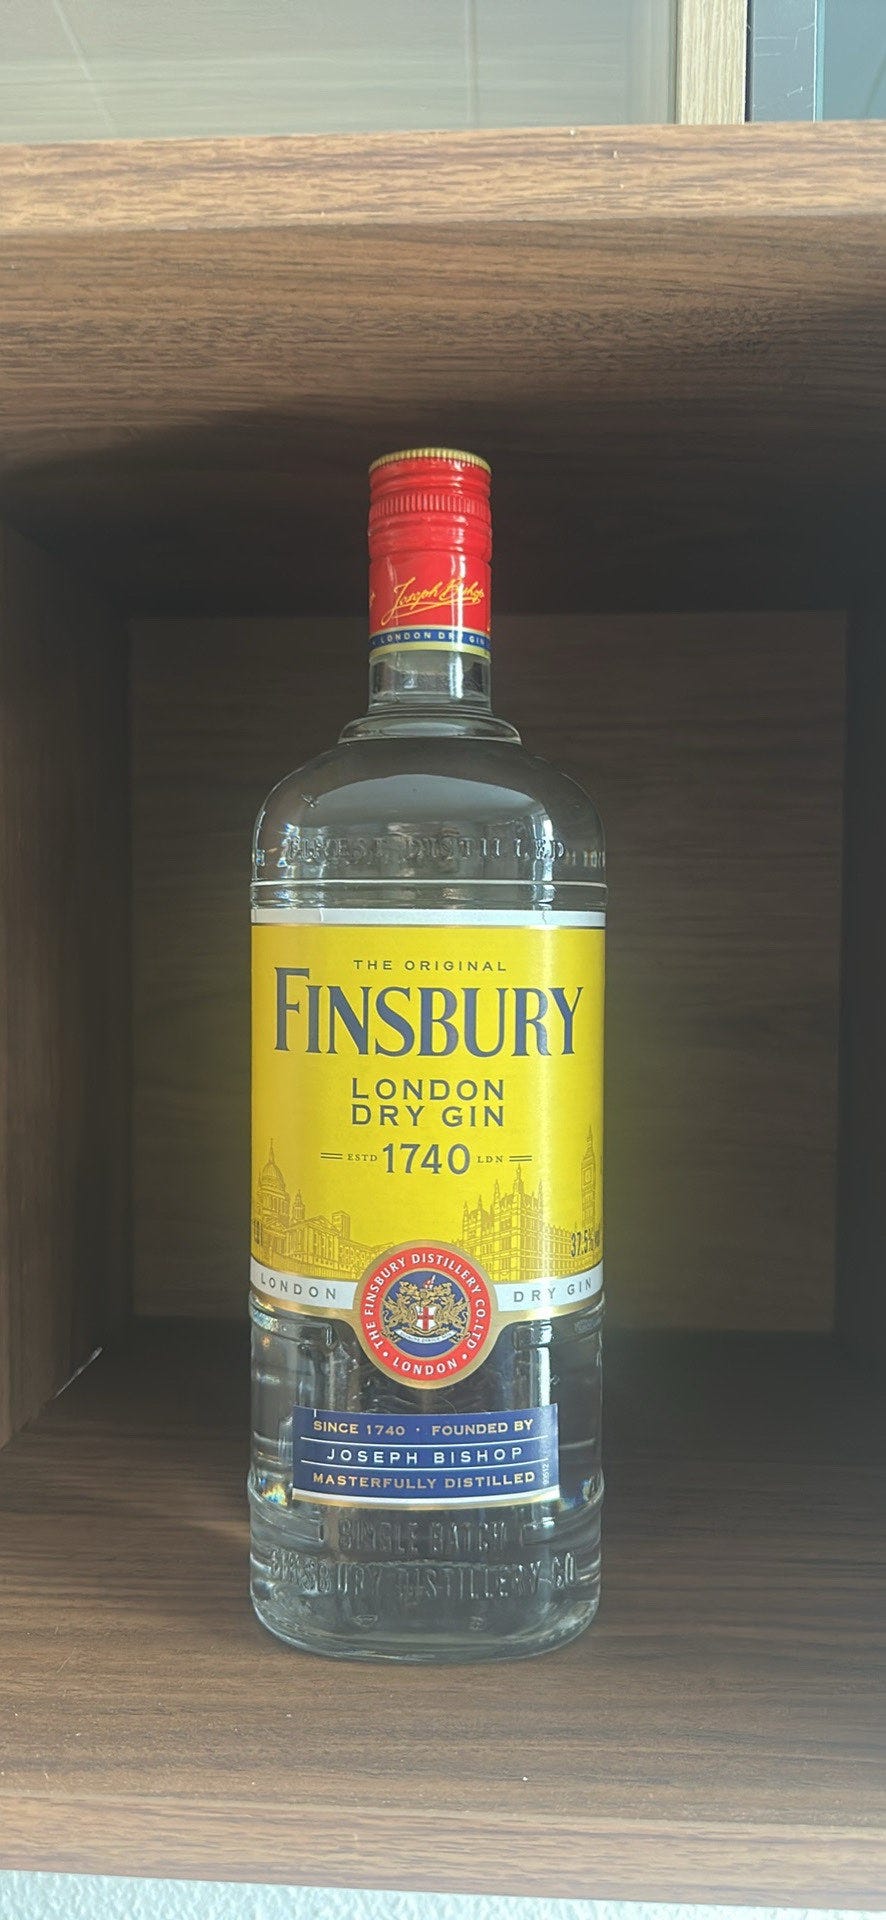 Joseph Bishop
LONDON DRY GIN
FINEST DISTILLED
THE ORIGINAL
FINSBURY
LONDON
DRY GIN
ESTD 1740 LDN
37.5%
LONDON DRY GIN
THE FINSBURY DISTILLERY CO. LTD
• LONDON •
SINCE 1740 · FOUNDED BY
JOSEPH BISHOP
MASTERFULLY DISTILLED
SINGLE BATCH
FINSBURY DISTILLERY CO